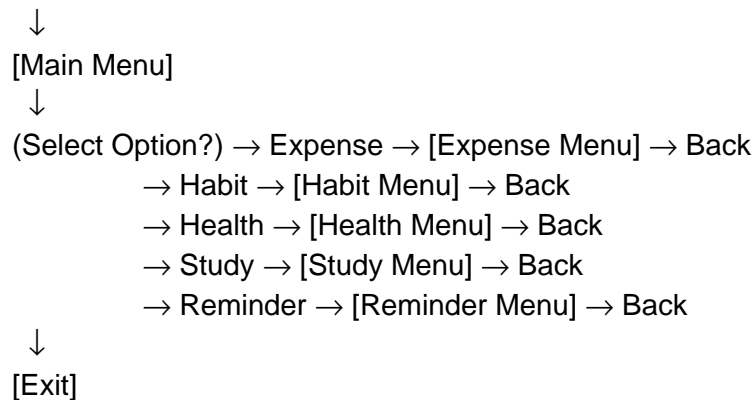 ↓
[Main Menu]
↓
(Select Option?) → Expense → [Expense Menu] → Back
→ Habit → [Habit Menu] → Back
→ Health → [Health Menu] → Back
→ Study → [Study Menu] → Back
→ Reminder → [Reminder Menu] → Back
↓
[Exit]